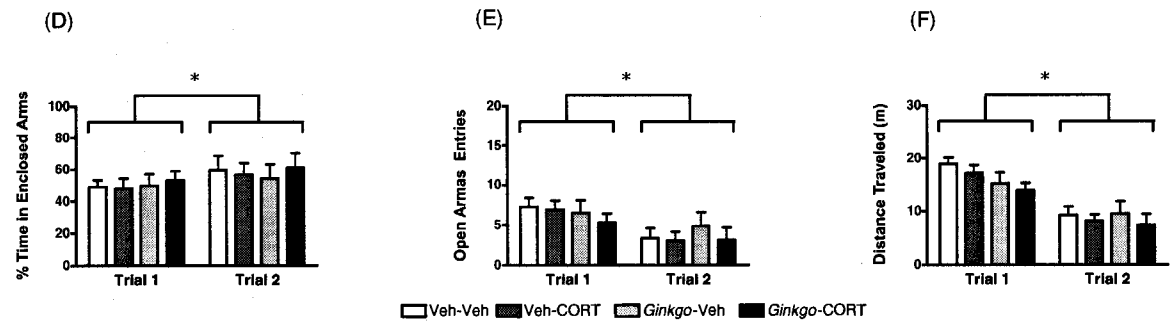 (D)
*
% Time in Enclosed Arms
100
80
60
40
20
0
Trial 1
Trial 2
(E)
*
Open Armas Entries
20
15
10
5
0
Trial 1
Trial 2
(F)
*
Distance Traveled (m)
30
20
10
0
Trial 1
Trial 2
Veh-Veh
Veh-CORT
Ginkgo-Veh
Ginkgo-CORT